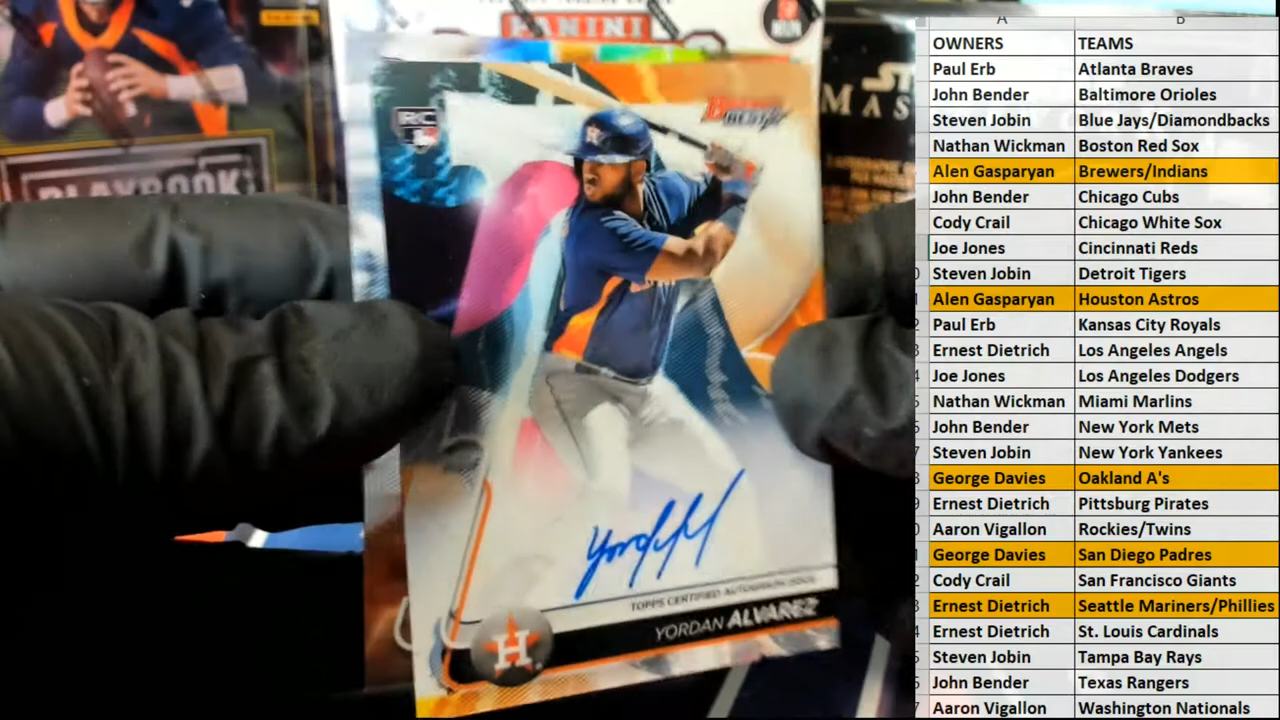 PANINI
RC
PLAYBOOK
TOPPS CERTIFIED AUTOGRAPH ISSUE
YORDAN ALVAREZ
H
A B
OWNERS TEAMS
Paul Erb Atlanta Braves
John Bender Baltimore Orioles
Steven Jobin Blue Jays/Diamondbacks
Nathan Wickman Boston Red Sox
Alen Gasparyan Brewers/Indians
John Bender Chicago Cubs
Cody Crail Chicago White Sox
Joe Jones Cincinnati Reds
Steven Jobin Detroit Tigers
Alen Gasparyan Houston Astros
Paul Erb Kansas City Royals
Ernest Dietrich Los Angeles Angels
Joe Jones Los Angeles Dodgers
Nathan Wickman Miami Marlins
John Bender New York Mets
Steven Jobin New York Yankees
George Davies Oakland A's
Ernest Dietrich Pittsburg Pirates
Aaron Vigallon Rockies/Twins
George Davies San Diego Padres
Cody Crail San Francisco Giants
Ernest Dietrich Seattle Mariners/Phillies
Ernest Dietrich St. Louis Cardinals
Steven Jobin Tampa Bay Rays
John Bender Texas Rangers
Aaron Vigallon Washington Nationals